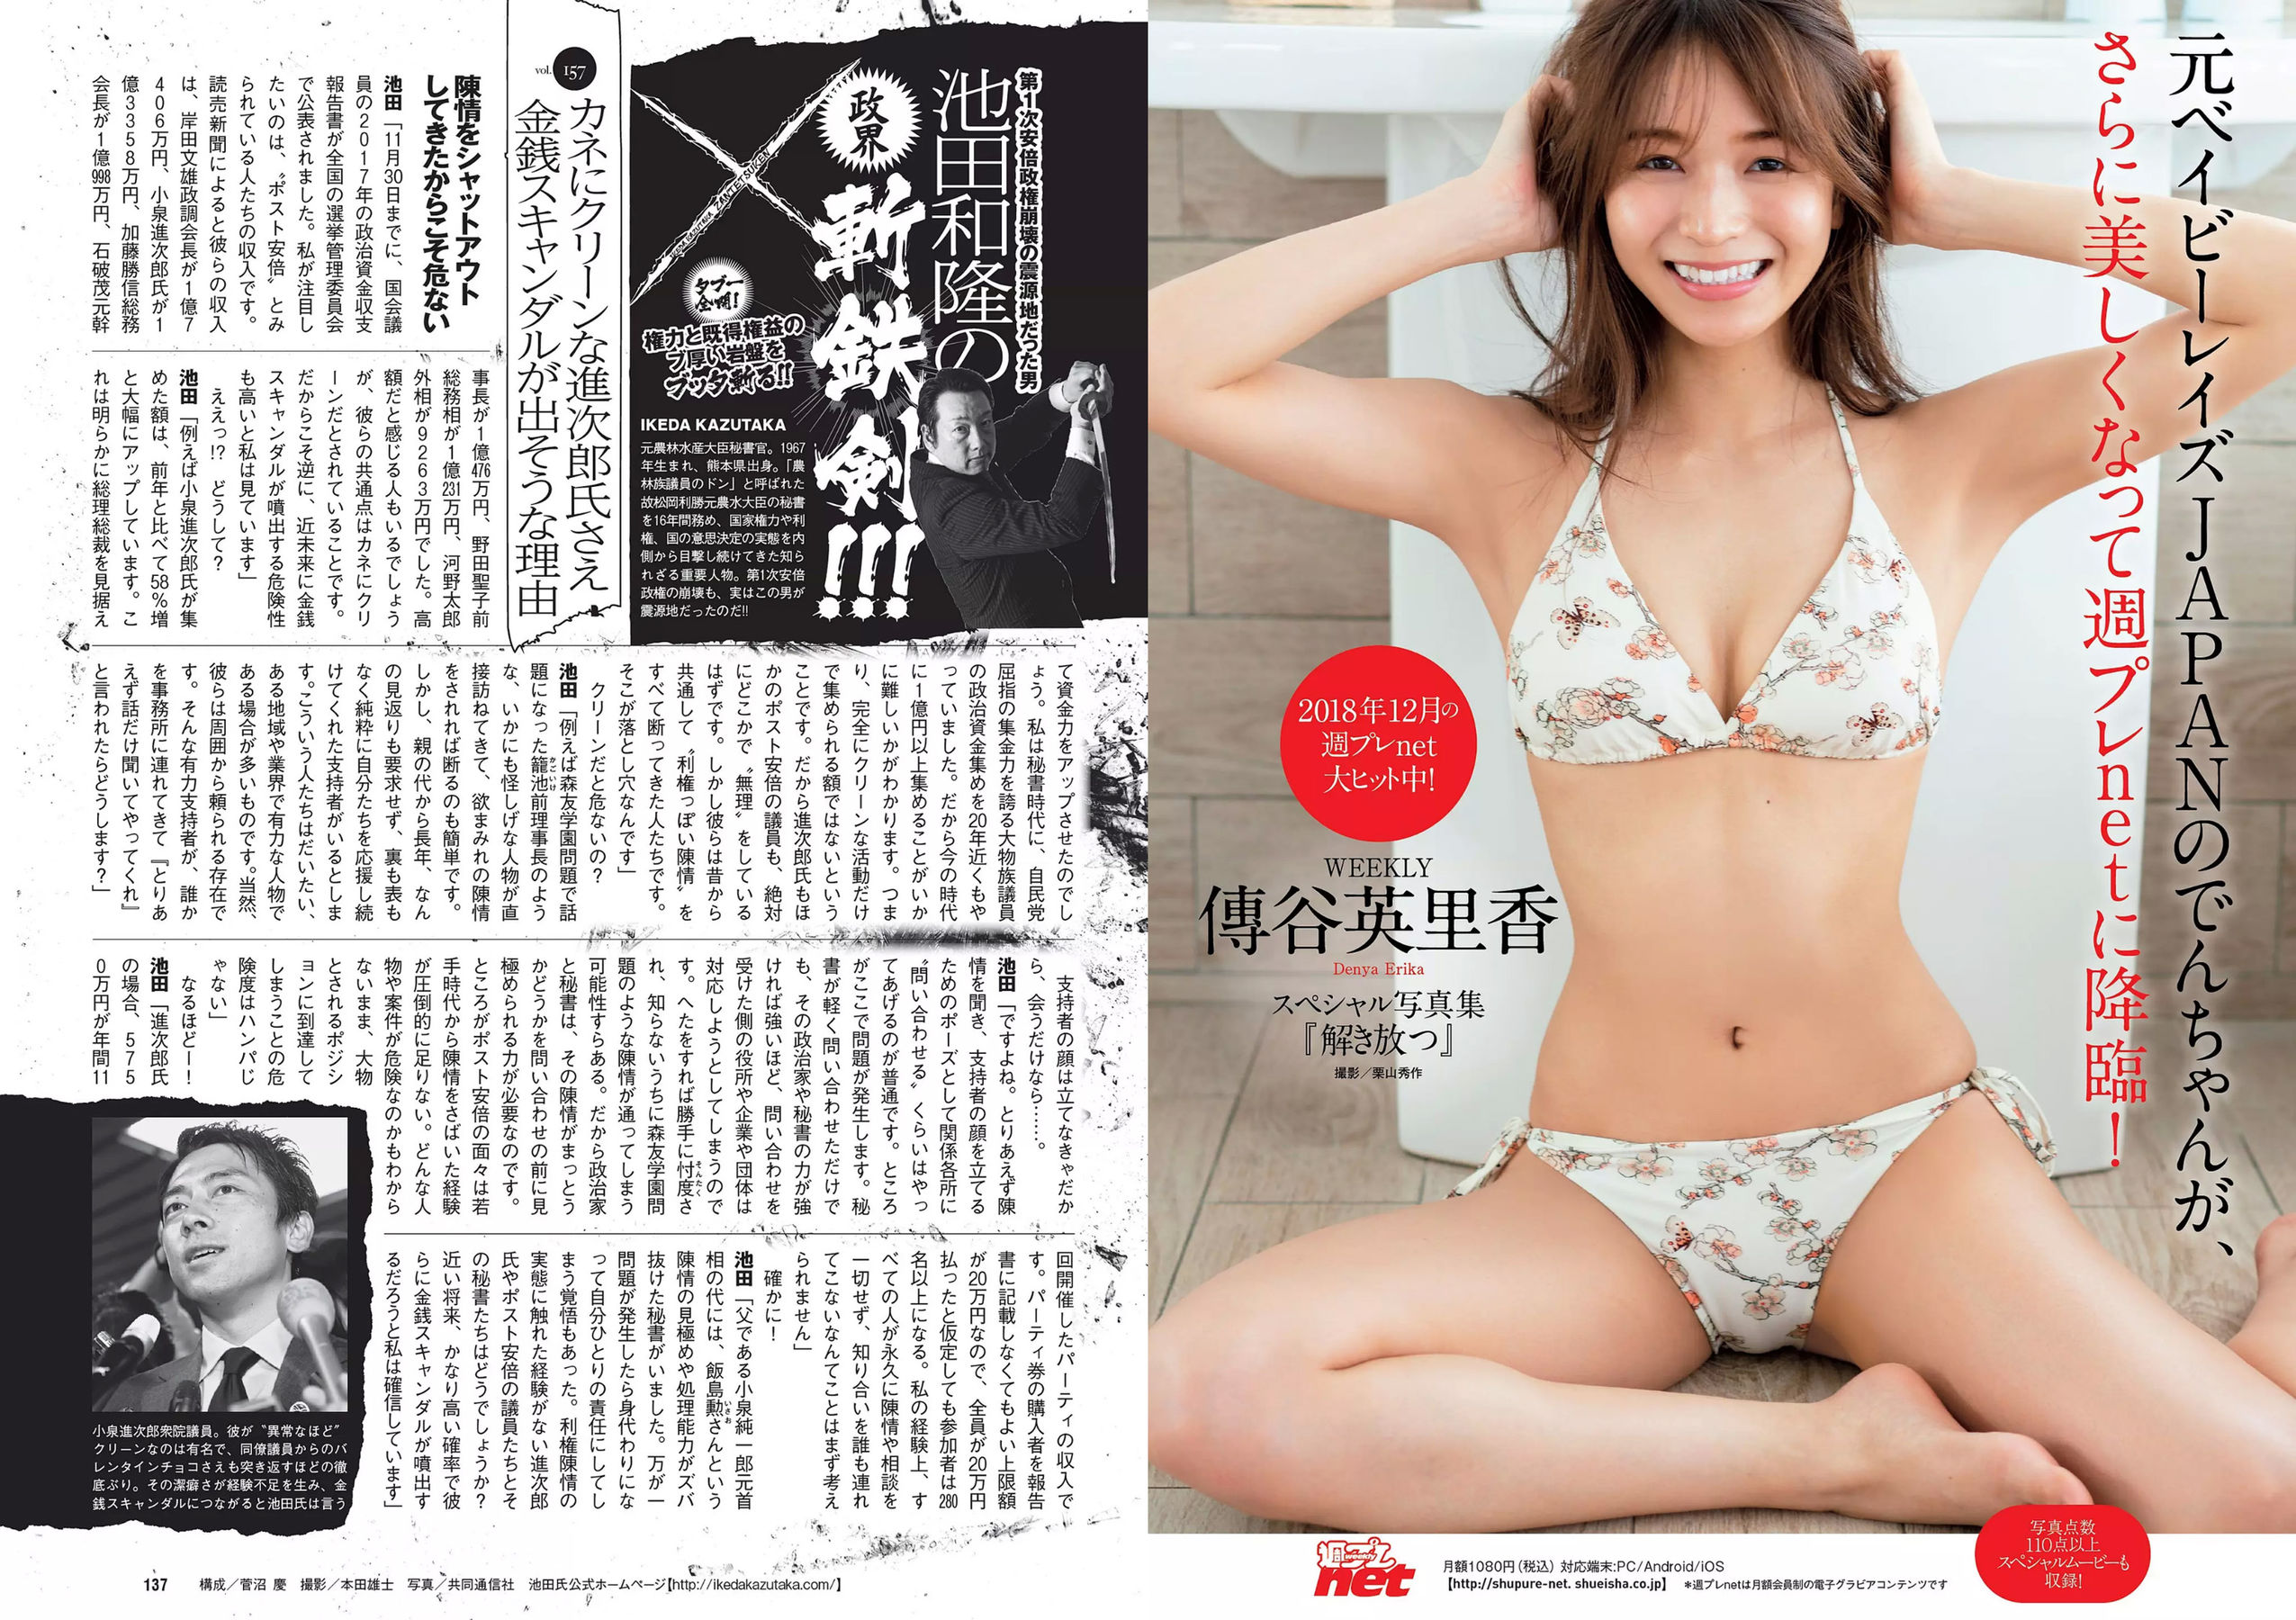 元ベイビーレイズJAPANのでんちゃんが、
さらに美しくなって週プレnetに降臨！
2018年12月の
週プレnet
大ヒット中！
WEEKLY
傳谷英里香
Denya Erika
スペシャル写真集
『解き放つ』
撮影／栗山秀作
写真点数
110点以上
スペシャルムービーも
収録！
週プレ
weekly
net
月額1080円（税込） 対応端末:PC/Android/iOS
【http://shupure-net. shueisha.co.jp】 ＊週プレnetは月額会員制の電子グラビアコンテンツです
第1次安倍政権崩壊の震源地だった男
池田和隆の
政界
斬鉄剣!!!
IKEDA KAZUTAKA ZANTETSUKEN
タブー
全開！
権力と既得権益の
ブ厚い岩盤を
ブッタ斬る!!
IKEDA KAZUTAKA
元農林水産大臣秘書官。1967
年生まれ、熊本県出身。「農
林族議員のドン」と呼ばれた
故松岡利勝元農水大臣の秘書
を16年間務め、国家権力や利
権、国の意思決定の実態を内
側から目撃し続けてきた知ら
れざる重要人物。第1次安倍
政権の崩壊も、実はこの男が
震源地だったのだ!!
vol. 157
カネにクリーンな進次郎氏さえ
金銭スキャンダルが出そうな理由
陳情をシャットアウト
してきたからこそ危ない
池田「11月30日までに、国会議
員の2017年の政治資金収支
報告書が全国の選挙管理委員会
で公表されました。私が注目し
たいのは、〝ポスト安倍〟とみ
られている人たちの収入です。
読売新聞によると彼らの収入
は、岸田文雄政調会長が1億7
406万円、小泉進次郎氏が1
億3358万円、加藤勝信総務
会長が1億998万円、石破茂元幹
事長が1億476万円、野田聖子前
総務相が1億231万円、河野太郎
外相が9263万円でした。高
額だと感じる人もいるでしょう
が、彼らの共通点はカネにクリ
ーンだとされていることです。
だからこそ逆に、近未来に金銭
スキャンダルが噴出する危険性
も高いと私は見ています」
ええっ!? どうして？
池田「例えば小泉進次郎氏が集
めた額は、前年と比べて58％増
と大幅にアップしています。こ
れは明らかに総理総裁を見据え
て資金力をアップさせたのでし
ょう。私は秘書時代に、自民党
屈指の集金力を誇る大物族議員
の政治資金集めを20年近くもや
っていました。だから今の時代
に1億円以上集めることがいか
に難しいかがわかります。つま
り、完全にクリーンな活動だけ
で集められる額ではないという
ことです。だから進次郎氏もほ
かのポスト安倍の議員も、絶対
にどこかで〝無理〟をしている
はずです。しかし彼らは昔から
共通して〝利権っぽい陳情〟を
すべて断ってきた人たちです。
そこが落とし穴なんです」
クリーンだと危ないの？
池田「例えば森友学園問題で話
題になった籠池前理事長のよう
な、いかにも怪しげな人物が直
接訪ねてきて、欲まみれの陳情
をされれば断るのも簡単です。
しかし、親の代から長年、なん
の見返りも要求せず、裏も表も
なく純粋に自分たちを応援し続
けてくれた支持者がいるとしま
す。こういう人たちはだいたい、
ある地域や業界で有力な人物で
ある場合が多いものです。当然、
彼らは周囲から頼られる存在で
す。そんな有力支持者が、誰か
を事務所に連れてきて『とりあ
えず話だけ聞いてやってくれ』
と言われたらどうします？」
支持者の顔は立てなきゃだか
ら、会うだけなら……。
池田「ですよね。とりあえず陳
情を聞き、支持者の顔を立てる
ためのポーズとして関係各所に
〝問い合わせる〟くらいはやっ
てあげるのが普通です。ところ
がここで問題が発生します。秘
書が軽く問い合わせただけで
も、その政治家や秘書の力が強
ければ強いほど、問い合わせを
受けた側の役所や企業や団体は
対応しようとしてしまうので
す。へたをすれば勝手に忖度さ
れ、知らないうちに森友学園問
題のような陳情が通ってしまう
可能性すらある。だから政治家
と秘書は、その陳情がまっとう
かどうかを問い合わせの前に見
極められる力が必要なのです。
ところがポスト安倍の面々は若
手時代から陳情をさばいた経験
が圧倒的に足りない。どんな人
物や案件が危険なのかもわから
ないまま、大物
とされるポジシ
ョンに到達して
しまうことの危
険度はハンパじ
ゃない」
なるほどー！
池田「進次郎氏
の場合、575
0万円が年間11
回開催したパーティの収入で
す。パーティ券の購入者を報告
書に記載しなくてもよい上限額
が20万円なので、全員が20万円
払ったと仮定しても参加者は280
名以上になる。私の経験上、す
べての人が永久に陳情や相談を
一切せず、知り合いを誰も連れ
てこないなんてことはまず考え
られません」
確かに！
池田「父である小泉純一郎元首
相の代には、飯島勲さんという
陳情の見極めや処理能力がズバ
抜けた秘書がいました。万が一
問題が発生したら身代わりにな
って自分ひとりの責任にしてし
まう覚悟もあった。利権陳情の
実態に触れた経験がない進次郎
氏やポスト安倍の議員たちとそ
の秘書たちはどうでしょうか？
近い将来、かなり高い確率で彼
らに金銭スキャンダルが噴出す
るだろうと私は確信しています」
小泉進次郎衆院議員。彼が〝異常なほど〟
クリーンなのは有名で、同僚議員からのバ
レンタインチョコさえも突き返すほどの徹
底ぶり。その潔癖さが経験不足を生み、金
銭スキャンダルにつながると池田氏は言う
137 構成／菅沼 慶 撮影／本田雄士 写真／共同通信社 池田氏公式ホームページ【http://ikedakazutaka.com/】